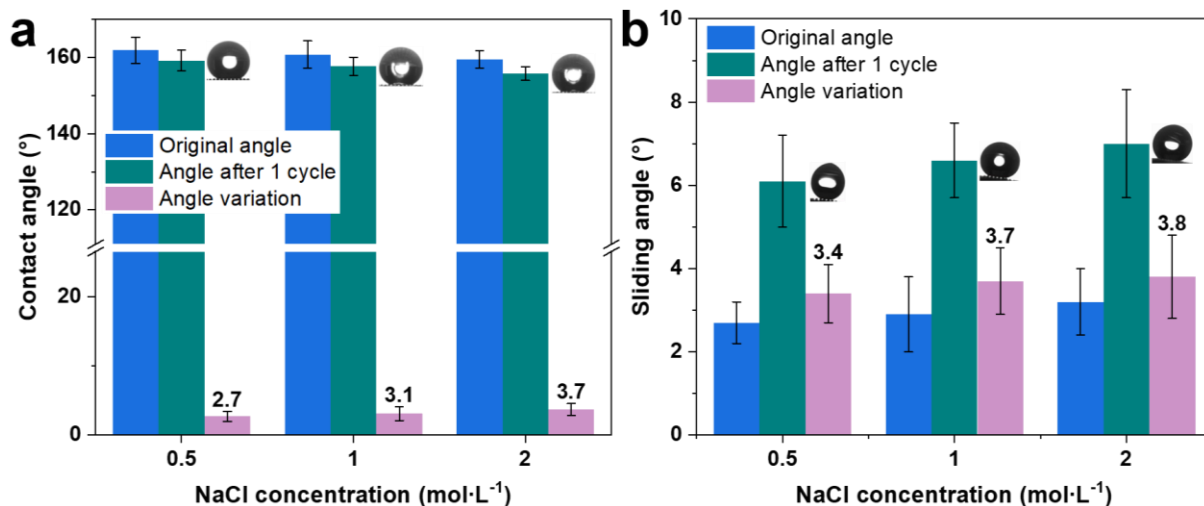 a
160
140
120
20
0
Contact angle (°)
Original angle
Angle after 1 cycle
Angle variation
2.7
3.1
3.7
0.5
1
2
NaCl concentration (mol·L⁻¹)
b
10
8
6
4
2
0
Sliding angle (°)
Original angle
Angle after 1 cycle
Angle variation
3.4
3.7
3.8
0.5
1
2
NaCl concentration (mol·L⁻¹)